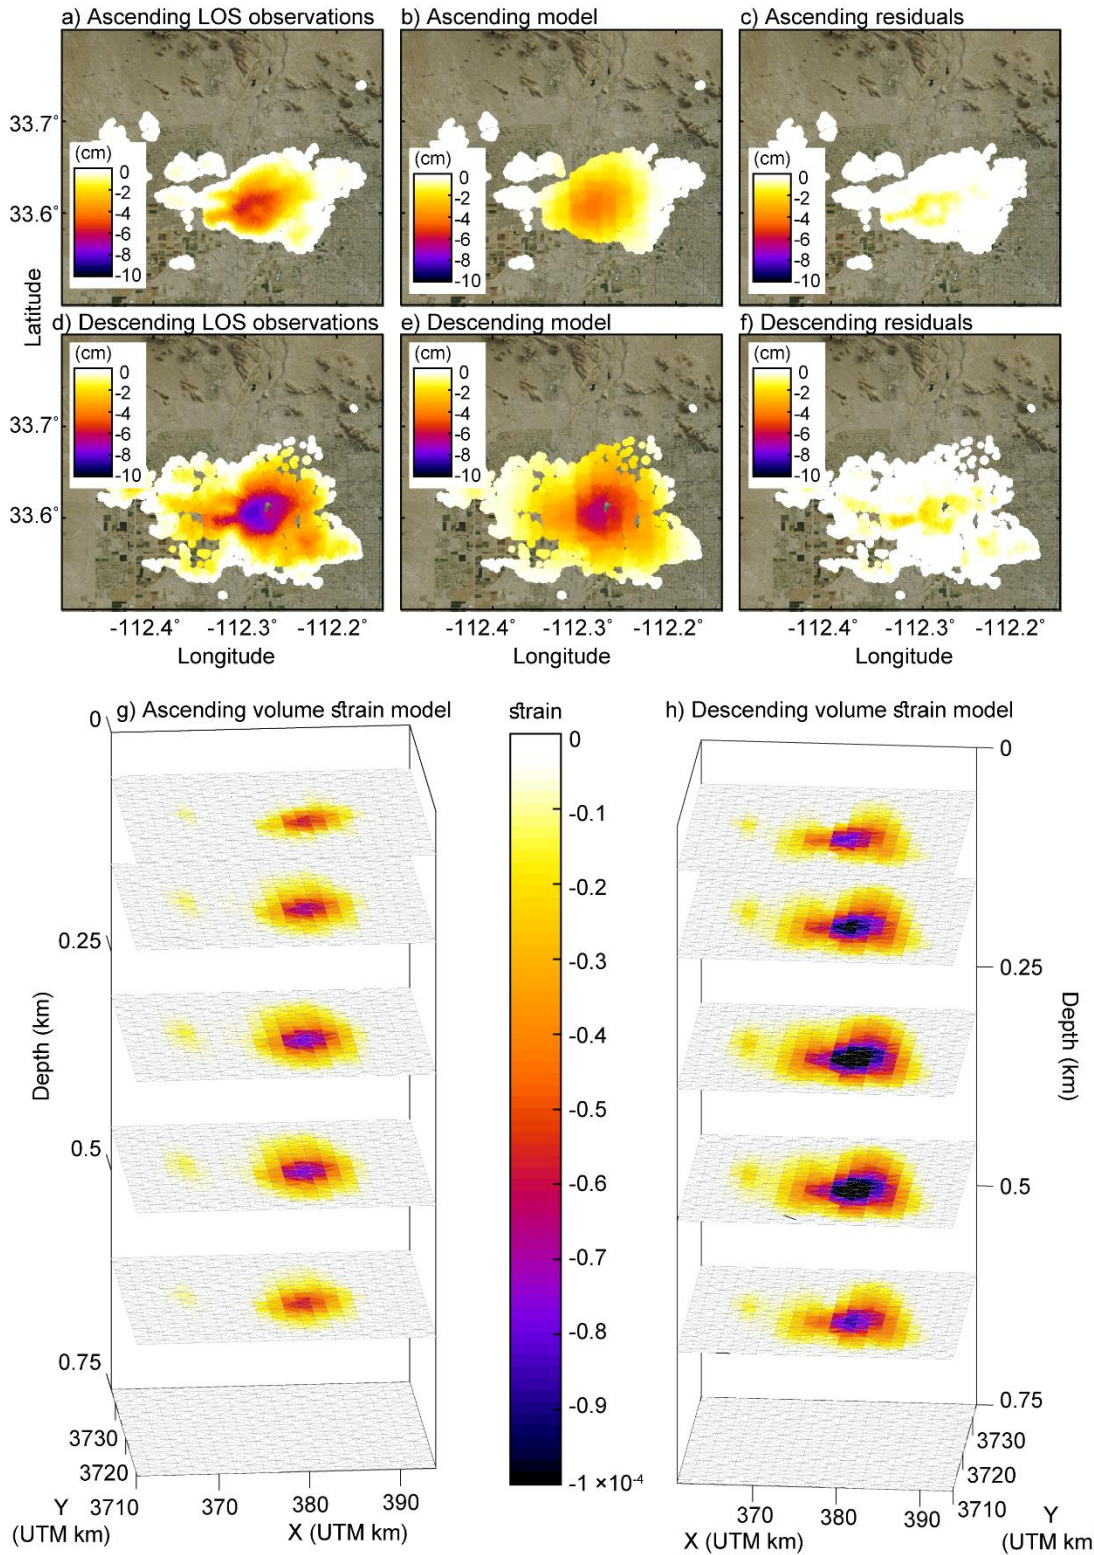 a) Ascending LOS observations
b) Ascending model
c) Ascending residuals
33.7°
33.6°
(cm)
0
-2
-4
-6
-8
-10
(cm)
0
-2
-4
-6
-8
-10
(cm)
0
-2
-4
-6
-8
-10
Latitude
d) Descending LOS observations
e) Descending model
f) Descending residuals
33.7°
33.6°
(cm)
0
-2
-4
-6
-8
-10
(cm)
0
-2
-4
-6
-8
-10
(cm)
0
-2
-4
-6
-8
-10
-112.4° -112.3° -112.2°
-112.4° -112.3° -112.2°
-112.4° -112.3° -112.2°
Longitude
Longitude
Longitude
g) Ascending volume strain model
0
0.25
0.5
0.75
Depth (km)
3730
3720
3710
Y
(UTM km)
370 380 390
X (UTM km)
strain
0
-0.1
-0.2
-0.3
-0.4
-0.5
-0.6
-0.7
-0.8
-0.9
-1 ×10⁻⁴
h) Descending volume strain model
0
0.25
0.5
0.75
Depth (km)
3730
3720
3710
370 380 390
X (UTM km)
Y
(UTM km